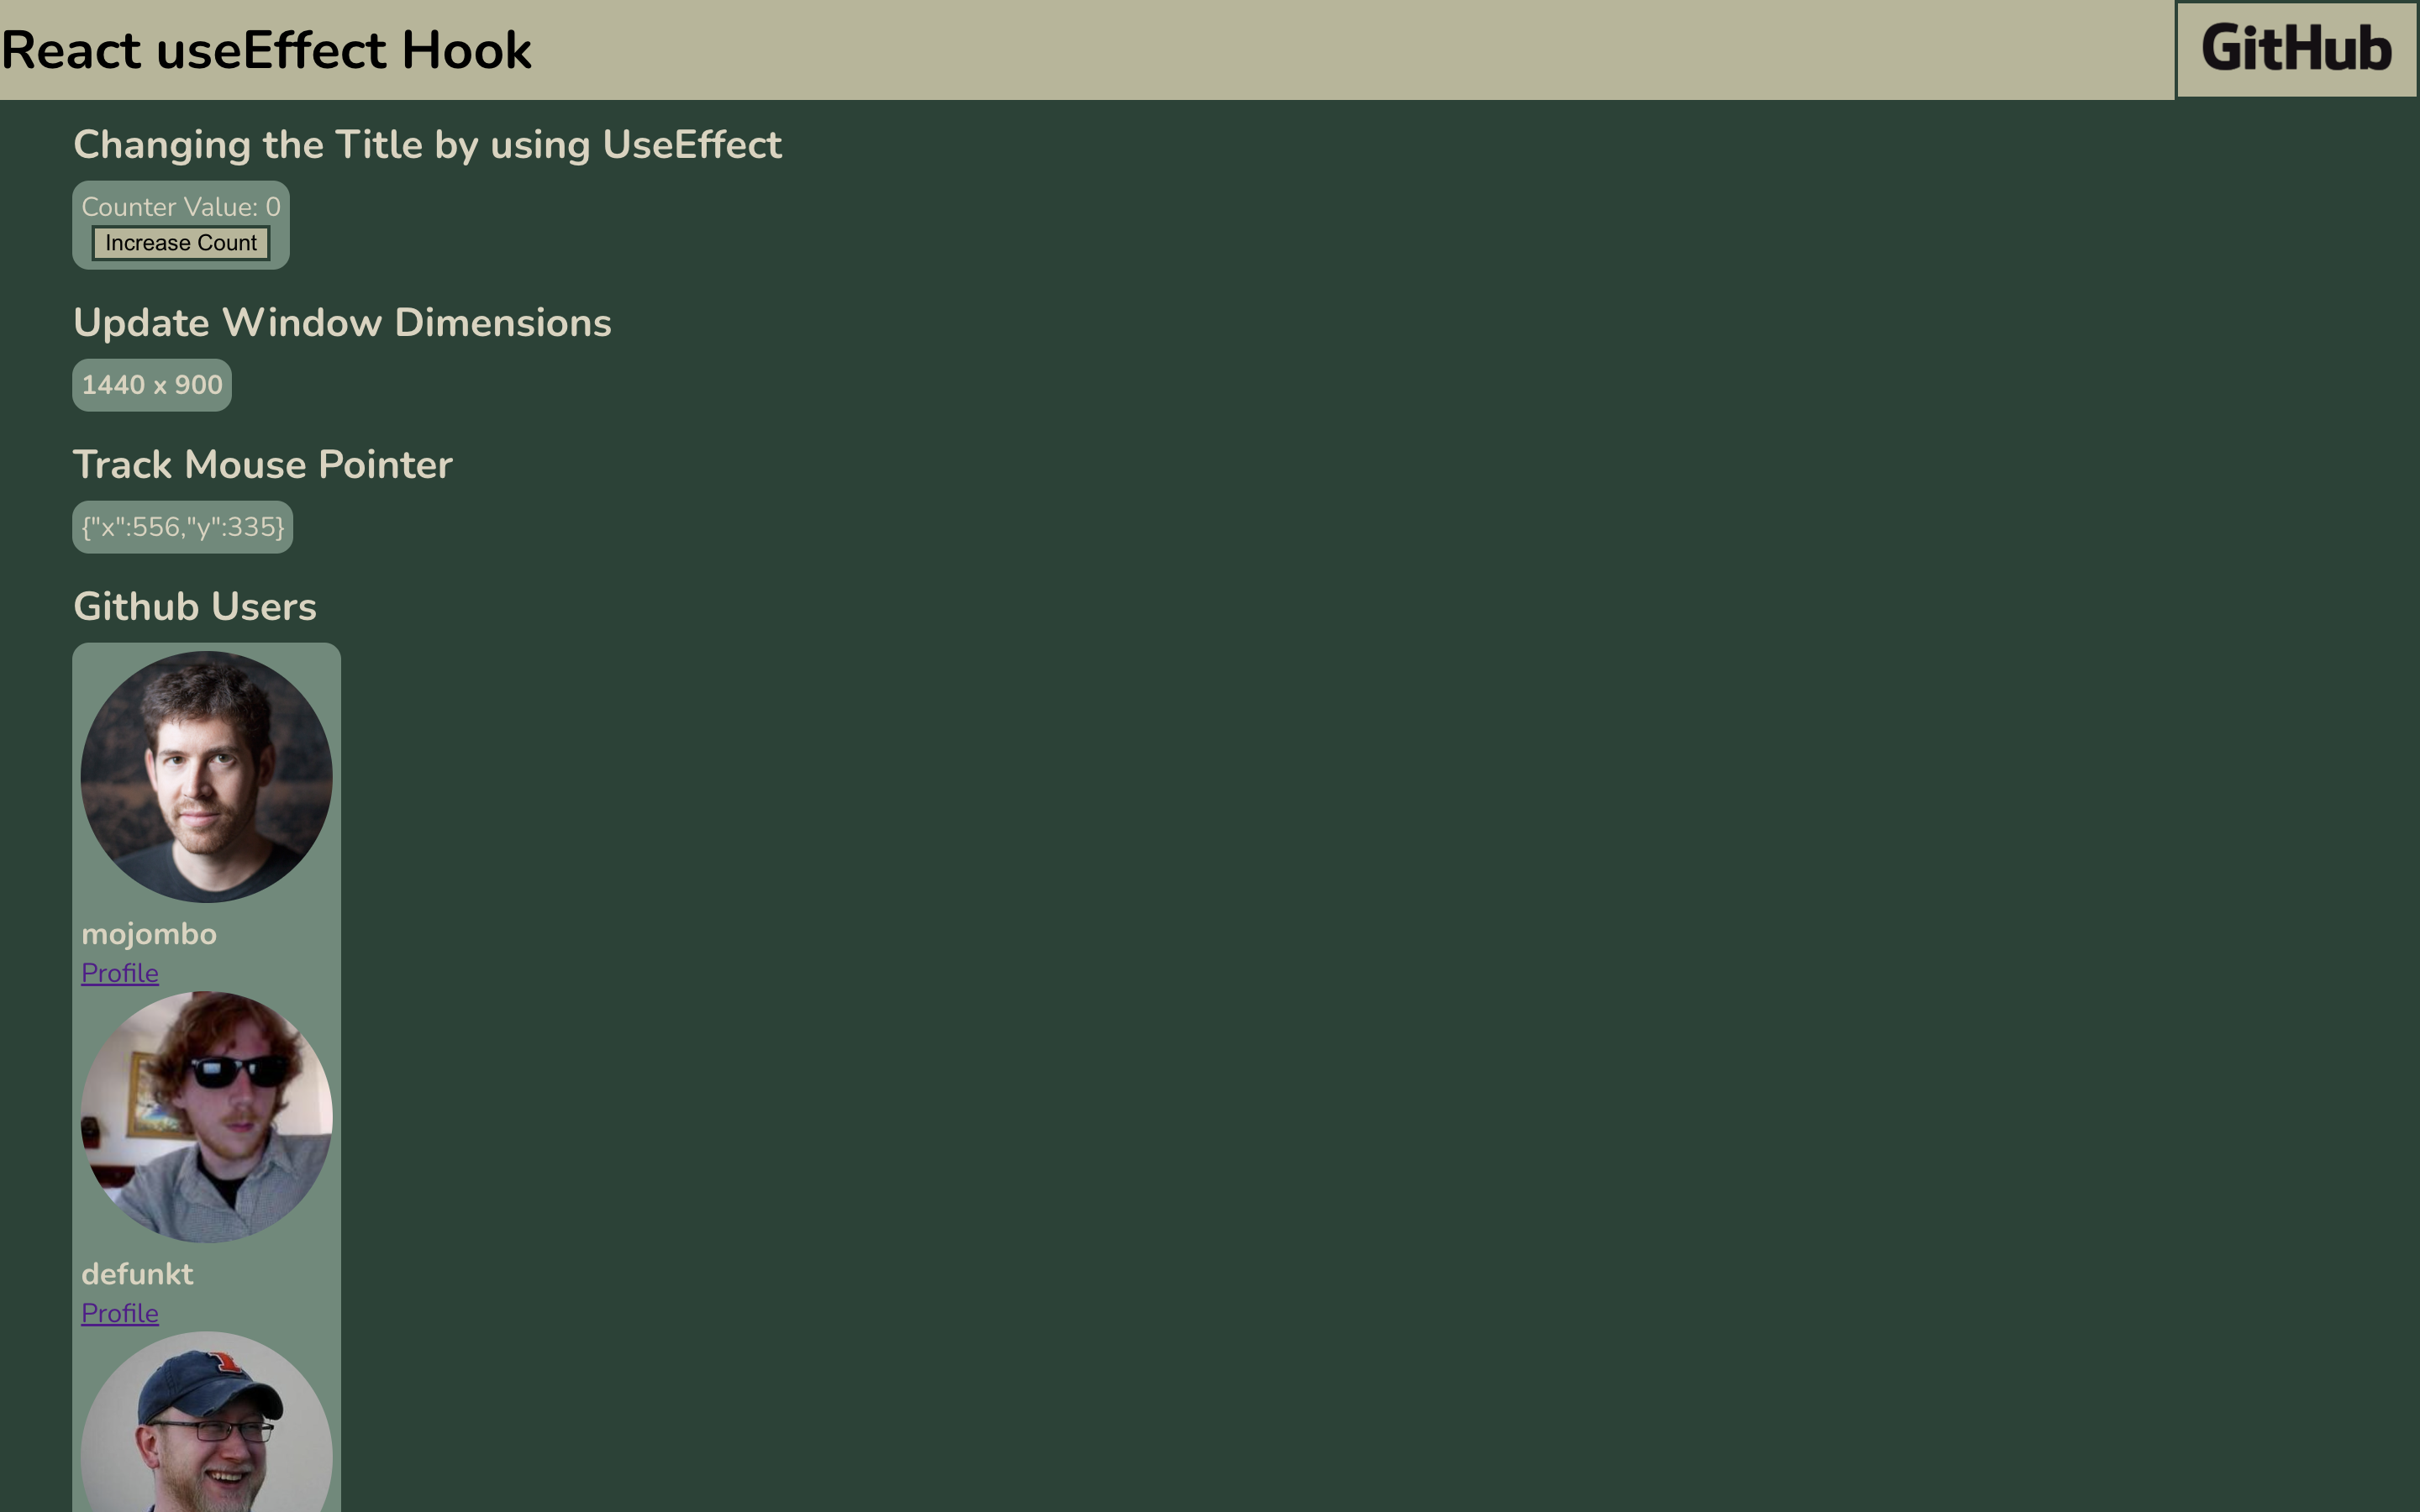 React useEffect Hook
GitHub
Changing the Title by using UseEffect
Counter Value: 0
Increase Count
Update Window Dimensions
1440 x 900
Track Mouse Pointer
{"x":556,"y":335}
Github Users
mojombo
Profile
defunkt
Profile